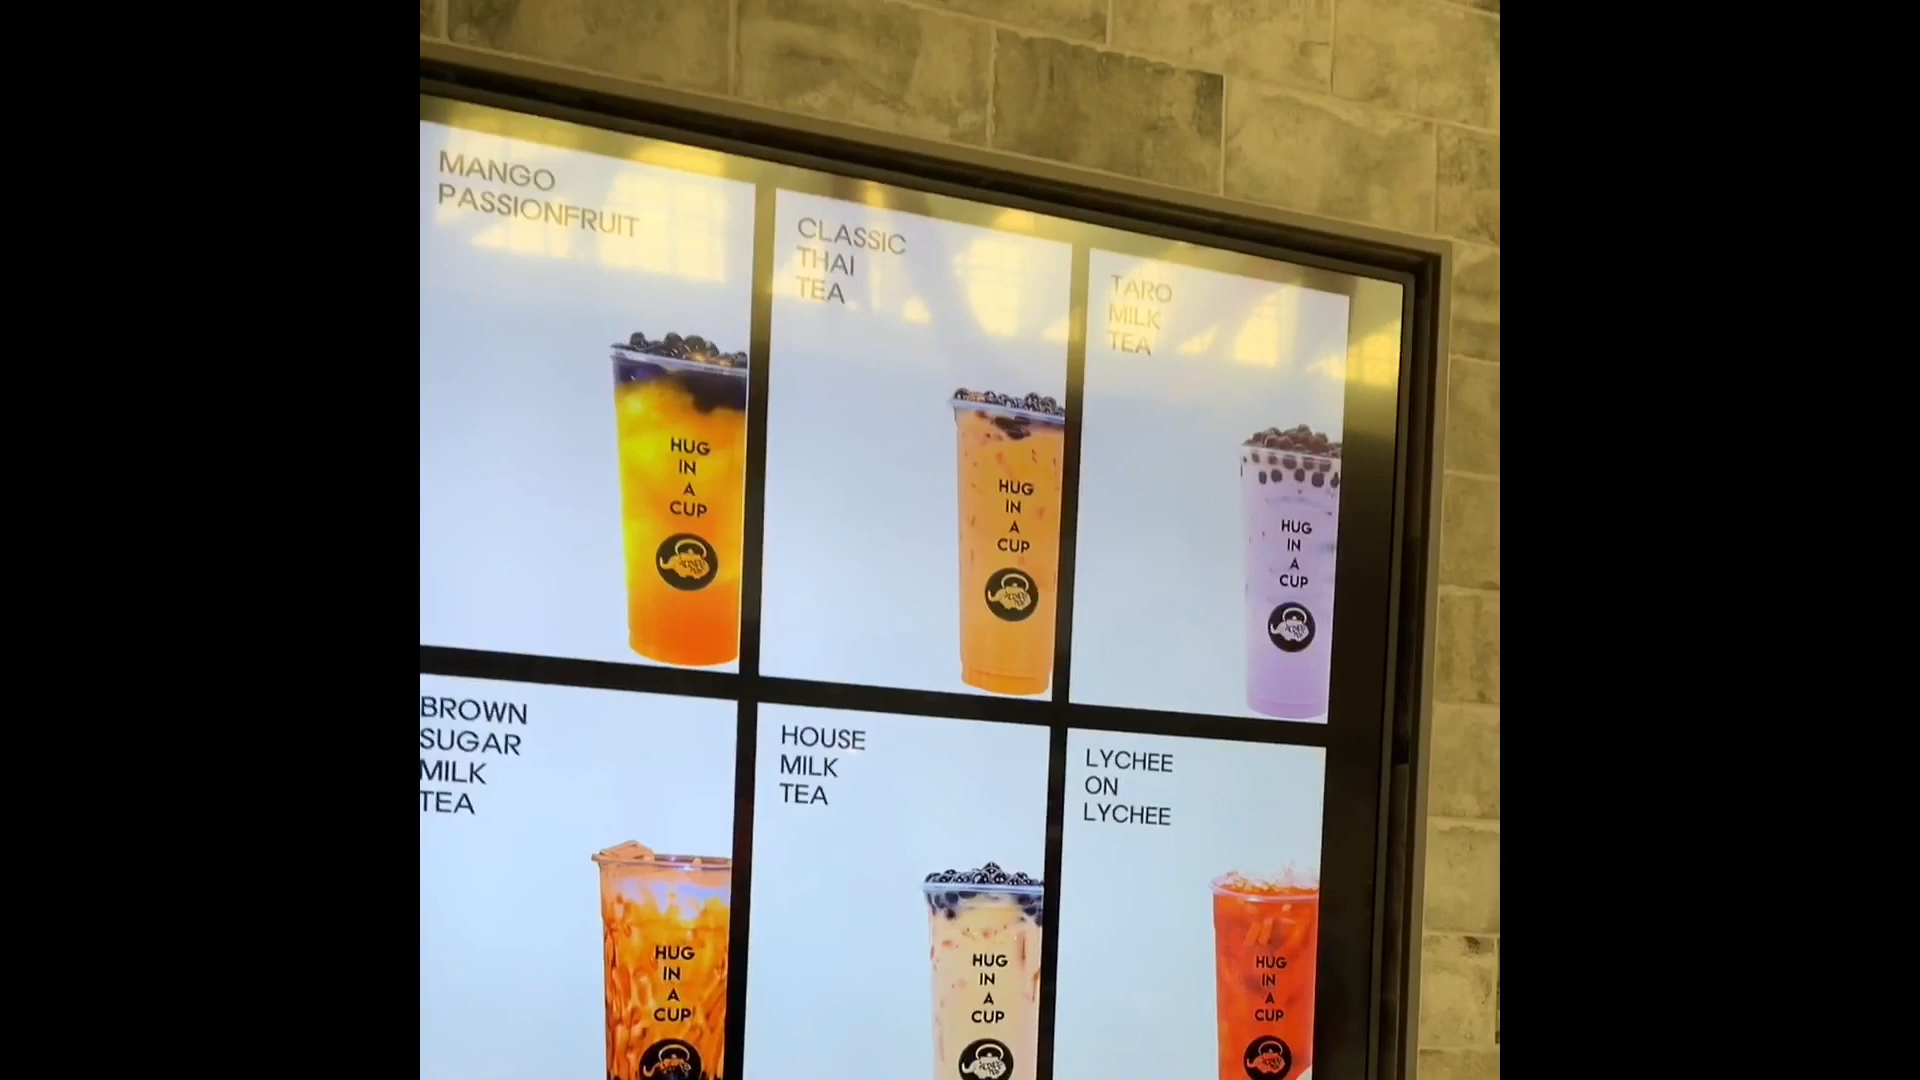 MANGO
PASSIONFRUIT
CLASSIC
THAI
TEA
TARO
MILK
TEA
HUG
IN
A
CUP
HUG
IN
A
CUP
HUG
IN
A
CUP
BROWN
SUGAR
MILK
TEA
HOUSE
MILK
TEA
LYCHEE
ON
LYCHEE
HUG
IN
A
CUP
HUG
IN
A
CUP
HUG
IN
A
CUP